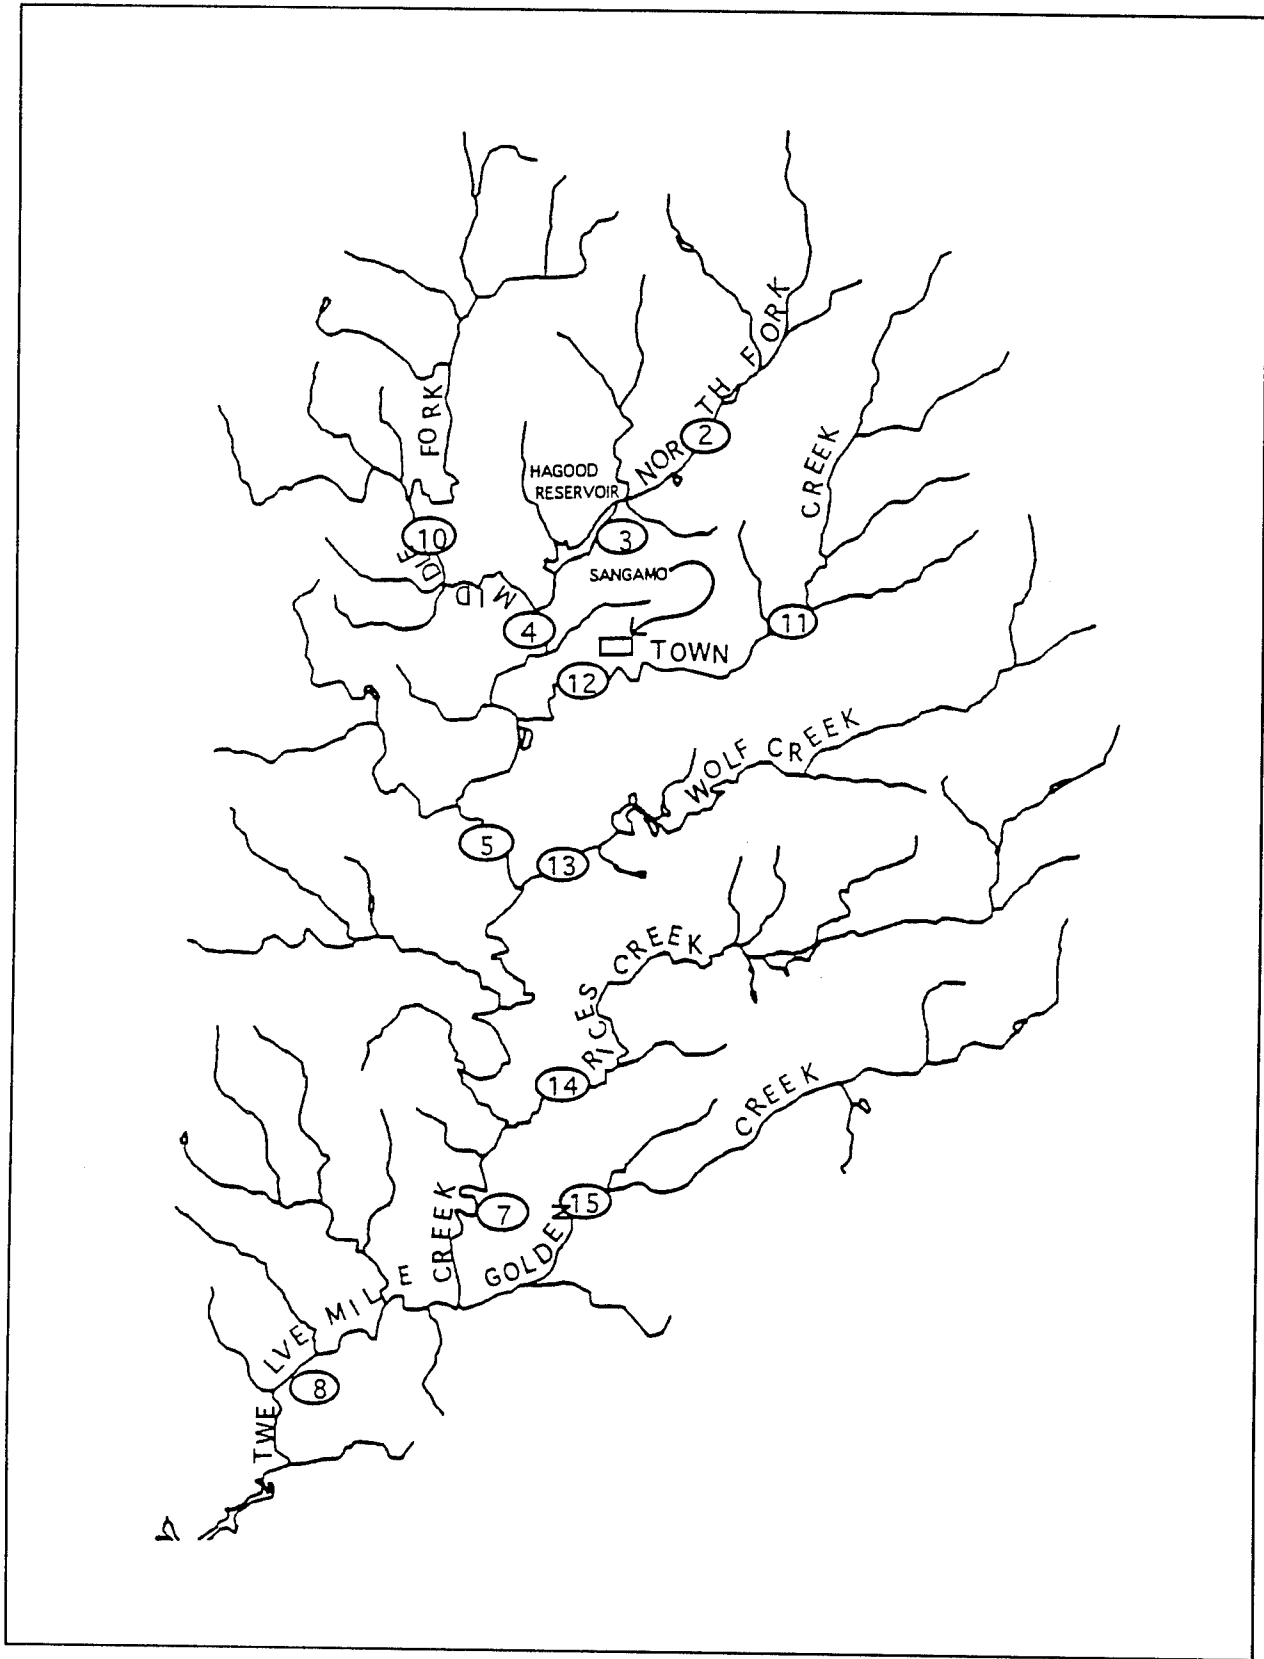 NORTH FORK
FORK
2
CREEK
HAGOOD
RESERVOIR
10
3
MIDDLE
SANGAMO
4
11
TOWN
12
WOLF CREEK
5
13
RICES CREEK
14
CREEK
15
7
GOLDEN
TWELVE MILE CREEK
8